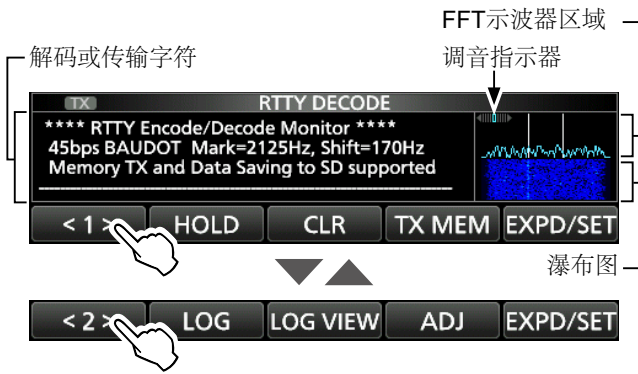 FFT示波器区域
解码或传输字符
调音指示器
TX
RTTY DECODE
**** RTTY Encode/Decode Monitor ****
45bps BAUDOT Mark=2125Hz, Shift=170Hz
Memory TX and Data Saving to SD supported
< 1 > HOLD CLR TX MEM EXPD/SET
瀑布图
< 2 > LOG LOG VIEW ADJ EXPD/SET